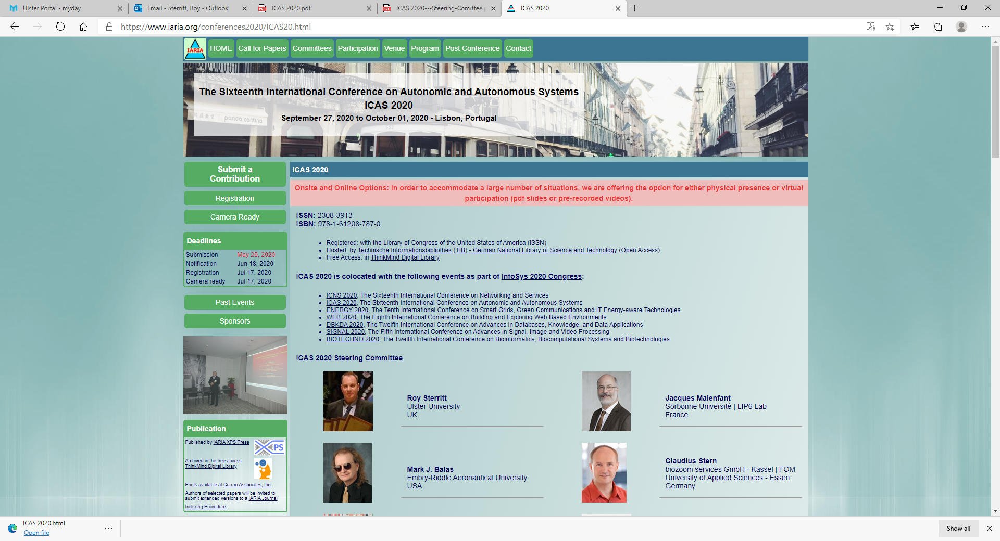 Ulster Portal - myday
Email - Sterritt, Roy - Outlook
ICAS 2020.pdf
ICAS 2020---Steering-Comittee.p
ICAS 2020
https://www.iaria.org/conferences2020/ICAS20.html
IARIA
HOME
Call for Papers
Committees
Participation
Venue
Program
Post Conference
Contact
The Sixteenth International Conference on Autonomic and Autonomous Systems
ICAS 2020
September 27, 2020 to October 01, 2020 - Lisbon, Portugal
panda cantina
552
Submit a
Contribution
Registration
Camera Ready
Deadlines
Submission May 29, 2020
Notification Jun 18, 2020
Registration Jul 17, 2020
Camera ready Jul 17, 2020
Past Events
Sponsors
Publication
Published by IARIA XPS Press
XPS
Archived in the free access
ThinkMind Digital Library
Prints available at Curran Associates, Inc.
Authors of selected papers will be invited to
submit extended versions to a IARIA Journal
Indexing Procedure
ICAS 2020
Onsite and Online Options: In order to accommodate a large number of situations, we are offering the option for either physical presence or virtual
participation (pdf slides or pre-recorded videos).
ISSN: 2308-3913
ISBN: 978-1-61208-787-0
Registered: with the Library of Congress of the United States of America (ISSN)
Hosted: by Technische Informationsbibliothek (TIB) - German National Library of Science and Technology (Open Access)
Free Access: in ThinkMind Digital Library
ICAS 2020 is colocated with the following events as part of InfoSys 2020 Congress:
ICNS 2020, The Sixteenth International Conference on Networking and Services
ICAS 2020, The Sixteenth International Conference on Autonomic and Autonomous Systems
ENERGY 2020, The Tenth International Conference on Smart Grids, Green Communications and IT Energy-aware Technologies
WEB 2020, The Eighth International Conference on Building and Exploring Web Based Environments
DBKDA 2020, The Twelfth International Conference on Advances in Databases, Knowledge, and Data Applications
SIGNAL 2020, The Fifth International Conference on Advances in Signal, Image and Video Processing
BIOTECHNO 2020, The Twelfth International Conference on Bioinformatics, Biocomputational Systems and Biotechnologies
ICAS 2020 Steering Committee
Roy Sterritt
Ulster University
UK
Jacques Malenfant
Sorbonne Université | LIP6 Lab
France
Mark J. Balas
Embry-Riddle Aeronautical University
USA
Claudius Stern
biozoom services GmbH - Kassel | FOM
University of Applied Sciences - Essen
Germany
ICAS 2020.html
Open file
Show all